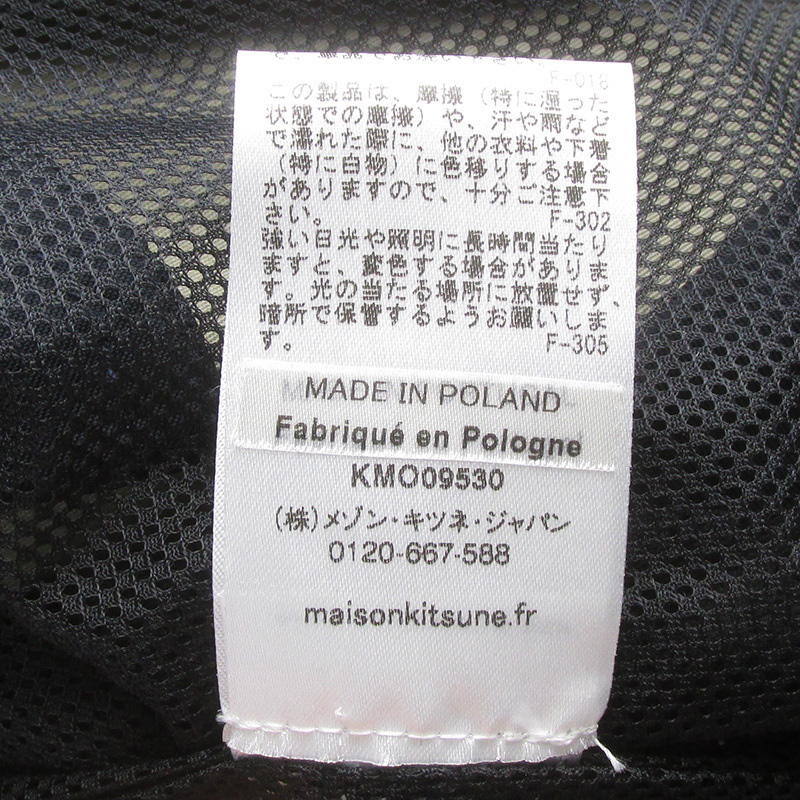 F-018
この製品は、摩擦（特に湿った
状態での摩擦）や、汗や雨など
で濡れた際に、他の衣料や下着
（特に白物）に色移りする場合
がありますので、十分ご注意下
さい。
F-302
強い日光や照明に長時間当たり
ますと、変色する場合がありま
す。光の当たる場所に放置せず、
暗所で保管するようお願いしま
す。
F-305
MADE IN POLAND
Fabriqué en Pologne
KMO09530
(株)メゾン・キツネ・ジャパン
0120-667-588
maisonkitsune.fr